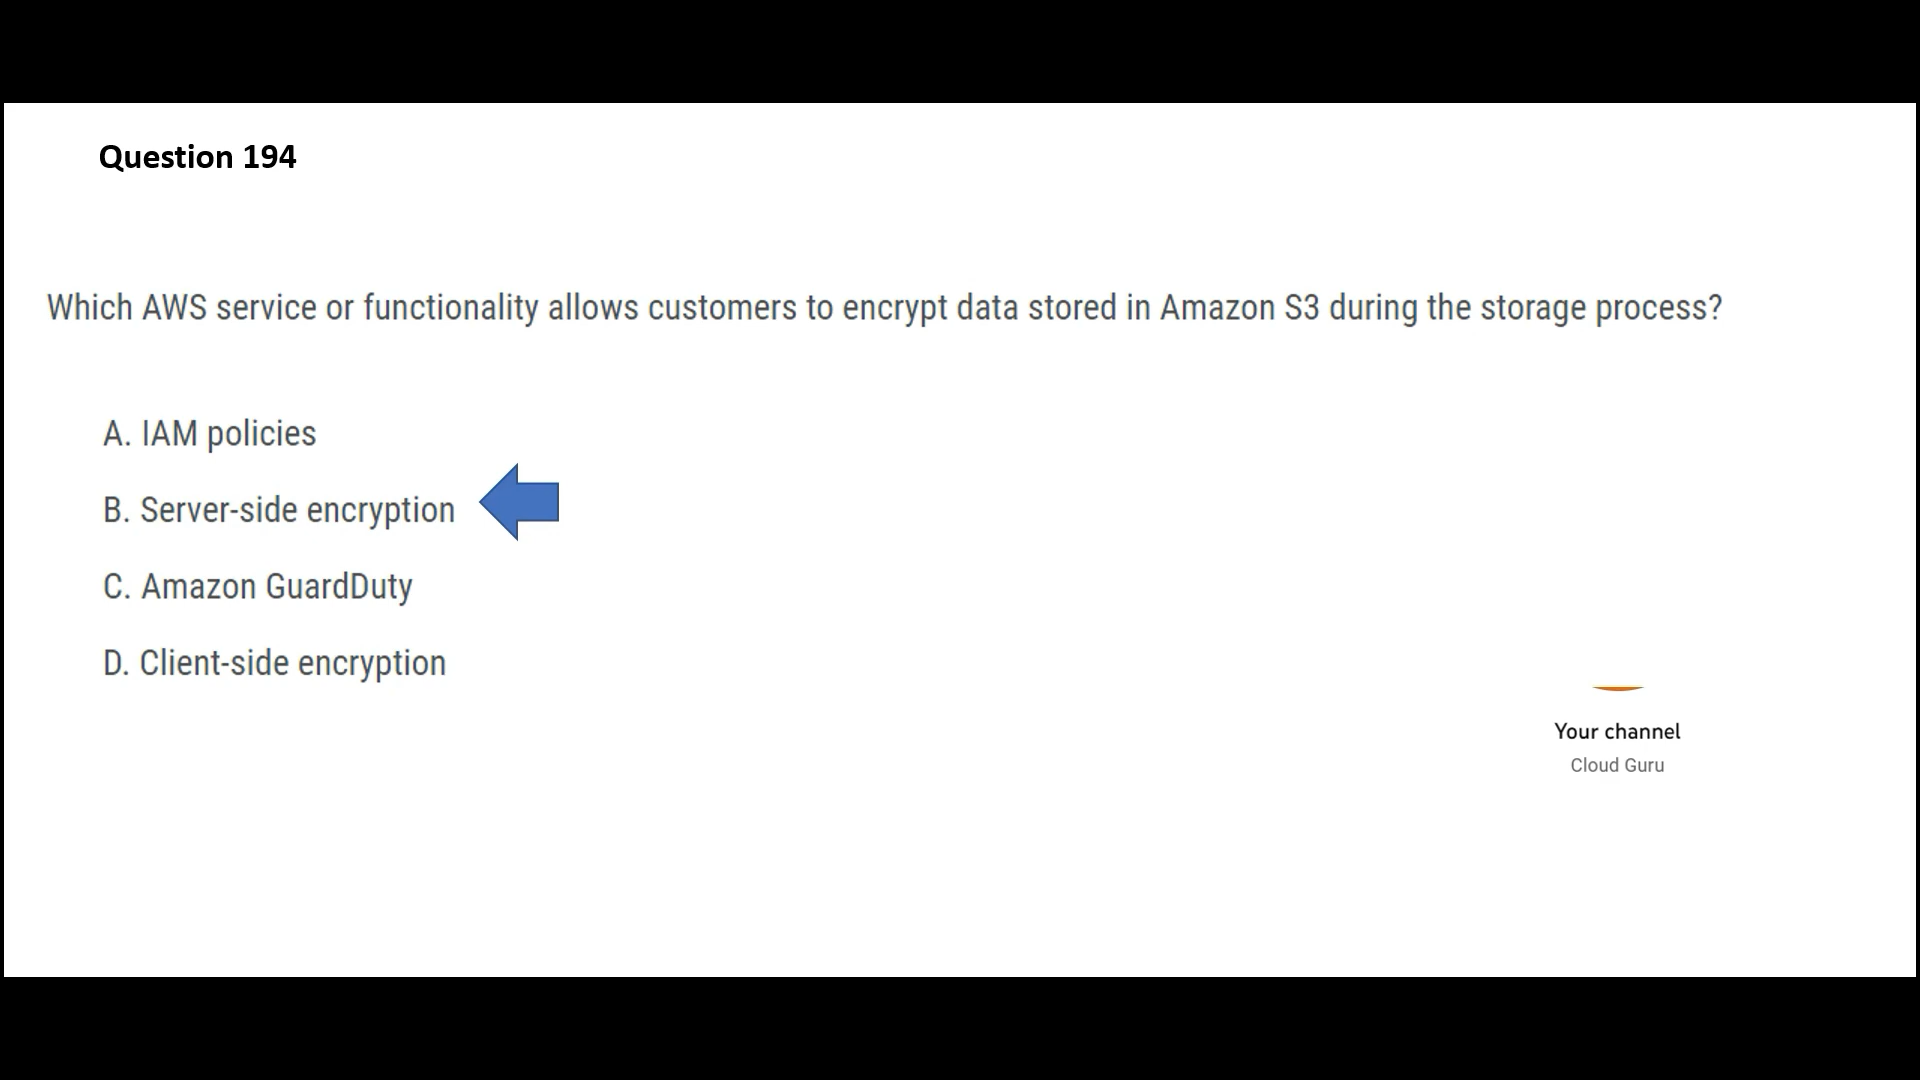 Question 194
Which AWS service or functionality allows customers to encrypt data stored in Amazon S3 during the storage process?
A. IAM policies
B. Server-side encryption
C. Amazon GuardDuty
D. Client-side encryption
Your channel
Cloud Guru